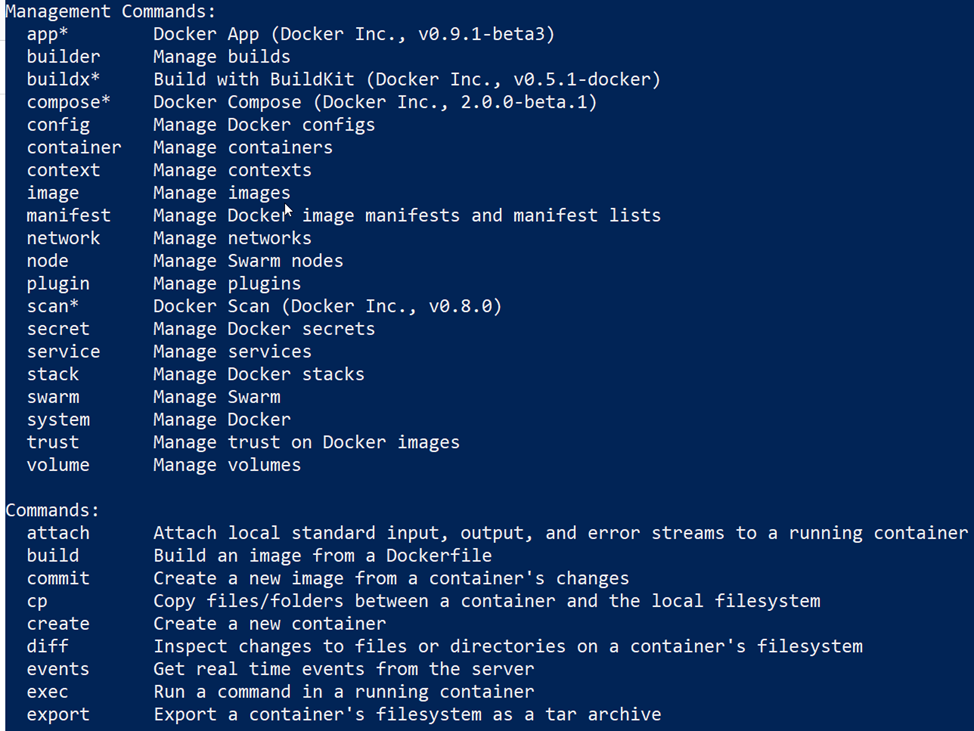 Management Commands:
app* Docker App (Docker Inc., v0.9.1-beta3)
builder Manage builds
buildx* Build with BuildKit (Docker Inc., v0.5.1-docker)
compose* Docker Compose (Docker Inc., 2.0.0-beta.1)
config Manage Docker configs
container Manage containers
context Manage contexts
image Manage images
manifest Manage Docker image manifests and manifest lists
network Manage networks
node Manage Swarm nodes
plugin Manage plugins
scan* Docker Scan (Docker Inc., v0.8.0)
secret Manage Docker secrets
service Manage services
stack Manage Docker stacks
swarm Manage Swarm
system Manage Docker
trust Manage trust on Docker images
volume Manage volumes
Commands:
attach Attach local standard input, output, and error streams to a running container
build Build an image from a Dockerfile
commit Create a new image from a container's changes
cp Copy files/folders between a container and the local filesystem
create Create a new container
diff Inspect changes to files or directories on a container's filesystem
events Get real time events from the server
exec Run a command in a running container
export Export a container's filesystem as a tar archive